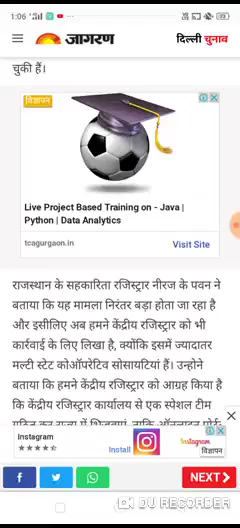 1:06
जागरण
दिल्ली चुनाव
चुकी हैं।
विज्ञापन
Live Project Based Training on - Java |
Python | Data Analytics
tcagurgaon.in
Visit Site
राजस्थान के सहकारिता रजिस्ट्रार नीरज के पवन ने
बताया कि यह मामला निरंतर बड़ा होता जा रहा है
और इसीलिए अब हमने केंद्रीय रजिस्ट्रार को भी
कार्रवाई के लिए लिखा है, क्योंकि इसमें ज्यादातर
मल्टी स्टेट कोऑपरेटिव सोसायटियां हैं। उन्होंने
बताया कि हमने केंद्रीय रजिस्ट्रार को आग्रह किया है
कि केंद्रीय रजिस्ट्रार कार्यालय से एक स्पेशल टीम
Instagram
Install
Instagram
विज्ञापन
NEXT
DU RECORDER